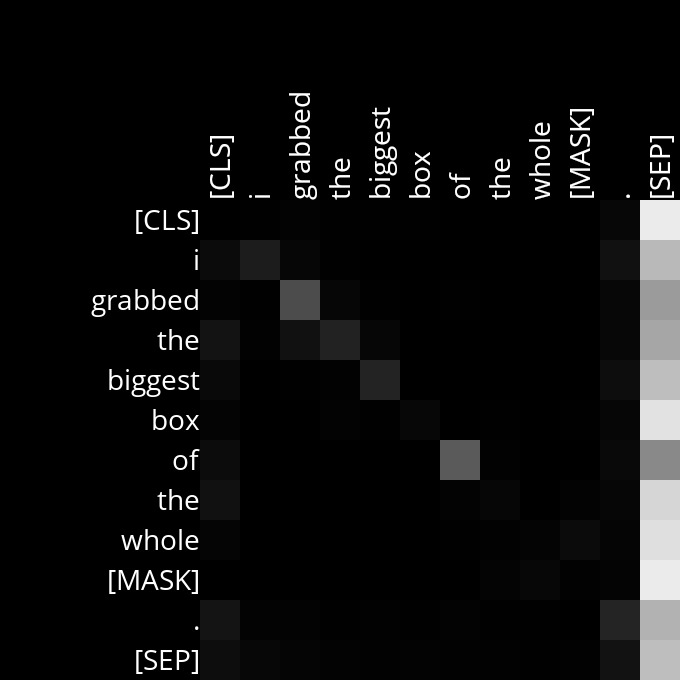 [CLS] i grabbed the biggest box of the whole [MASK] . [SEP]
[CLS]
i
grabbed
the
biggest
box
of
the
whole
[MASK]
.
[SEP]